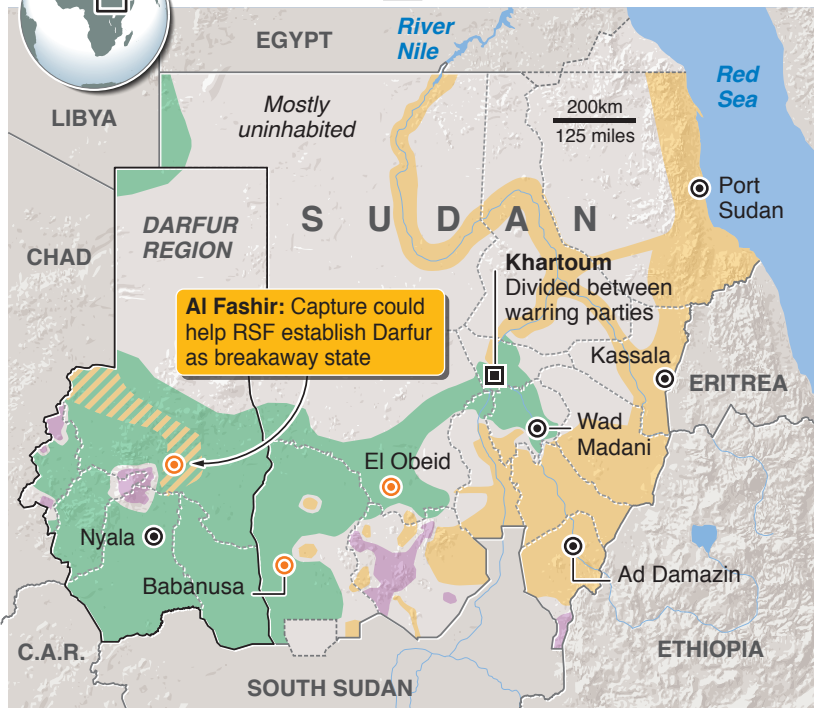 EGYPT
River
Nile
Red
Sea
LIBYA
Mostly
uninhabited
200km
125 miles
Port
Sudan
DARFUR
REGION
SUDAN
CHAD
Khartoum
Divided between
warring parties
Al Fashir: Capture could
help RSF establish Darfur
as breakaway state
Kassala
ERITREA
Wad
Madani
El Obeid
Nyala
Babanusa
Ad Damazin
C.A.R.
ETHIOPIA
SOUTH SUDAN